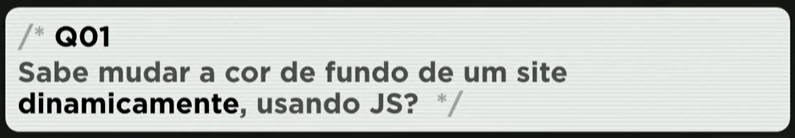 /* Q01
Sabe mudar a cor de fundo de um site
dinamicamente, usando JS? */